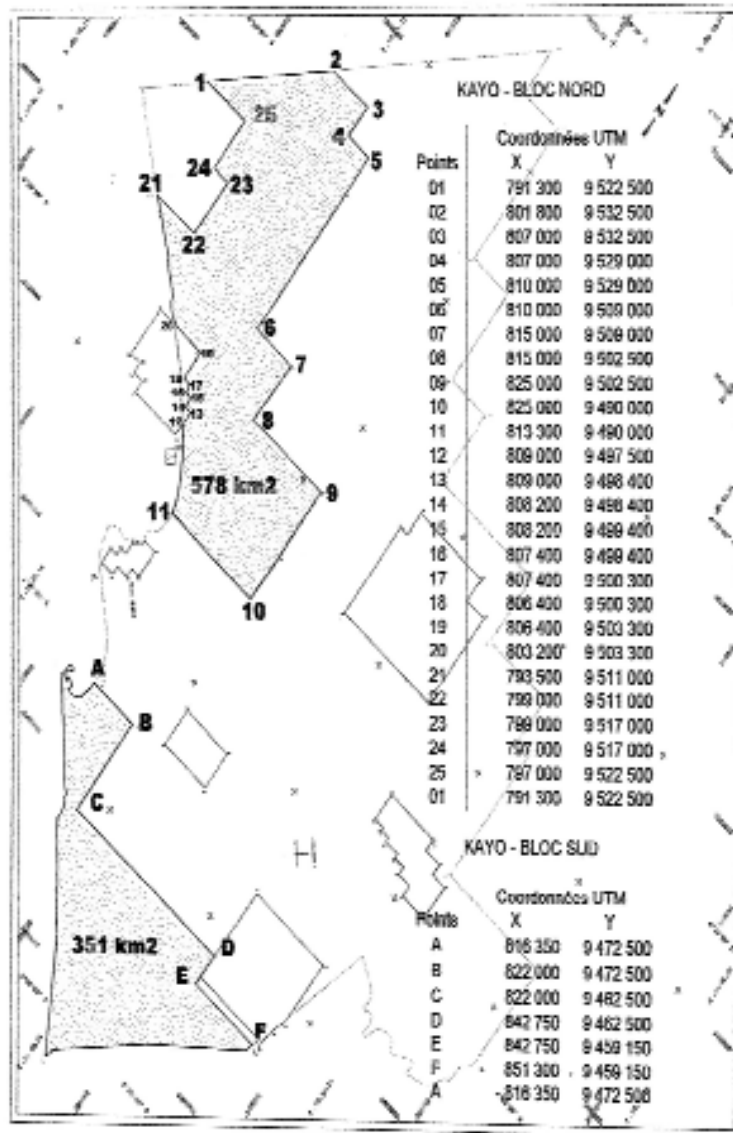 KAYO - BLOC NORD
Coordonnées UTM
Points X Y
01 791 300 9 522 500
02 801 800 9 532 500
03 807 000 9 532 500
04 807 000 9 529 000
05 810 000 9 529 000
06 810 000 9 509 000
07 815 000 9 509 000
08 815 000 9 502 500
09 825 000 9 502 500
10 825 000 9 490 000
11 813 300 9 490 000
12 809 000 9 497 500
13 809 000 9 498 400
14 808 200 9 498 400
15 808 200 9 499 400
16 807 400 9 499 400
17 807 400 9 500 300
18 806 400 9 500 300
19 806 400 9 503 300
20 803 200 9 503 300
21 793 500 9 511 000
22 799 000 9 511 000
23 799 000 9 517 000
24 797 000 9 517 000
25 797 000 9 522 500
01 791 300 9 522 500
KAYO - BLOC SUD
Coordonnées UTM
Points X Y
A 816 350 9 472 500
B 822 000 9 472 500
C 822 000 9 462 500
D 842 750 9 462 500
E 842 750 9 459 150
F 851 300 9 459 150
A 816 350 9 472 500
1
2
3
4
5
25
24
23
21
22
20
6
7
17
13
8
578 km2
9
11
10
A
B
C
351 km2
D
E
F